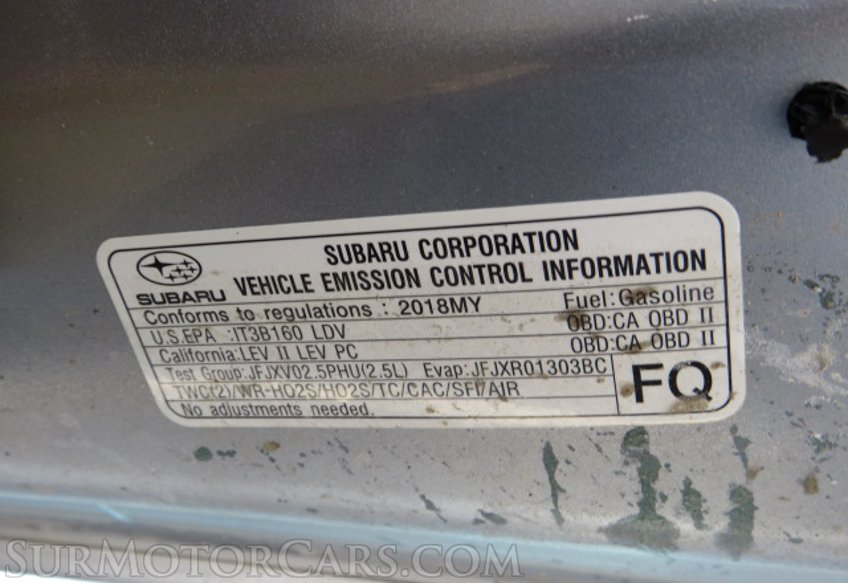 SUBARU CORPORATION
SUBARU VEHICLE EMISSION CONTROL INFORMATION
Conforms to regulations : 2018MY Fuel:Gasoline
U.S.EPA :IT3B160 LDV OBD:CA OBD II
California:LEV II LEV PC OBD:CA OBD II
Test Group:JFJXV02.5PHU(2.5L) Evap:JFJXR01303BC
TWC(2)/WR-HO2S/HO2S/TC/CAC/SFI/AIR
No adjustments needed.
FQ
SURMOTORCARS.COM